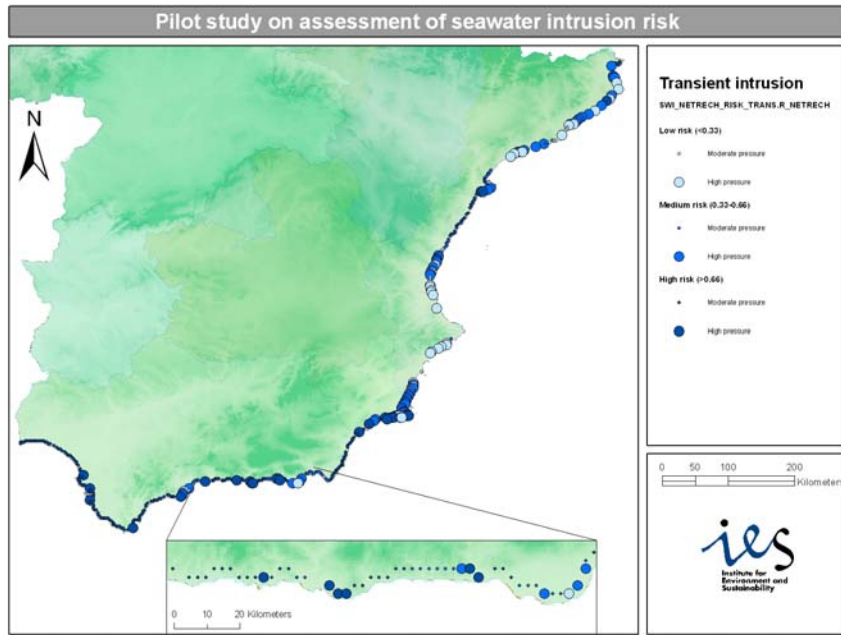 Pilot study on assessment of seawater intrusion risk
N
Transient intrusion
SWI_NETRECH_RISK_TRANS.R_NETRECH
Low risk (<0.33)
Moderate pressure
High pressure
Medium risk (0.33-0.66)
Moderate pressure
High pressure
High risk (>0.66)
Moderate pressure
High pressure
0 50 100 200
Kilometers
0 10 20 Kilometers
ies
Institute for
Environment and
Sustainability